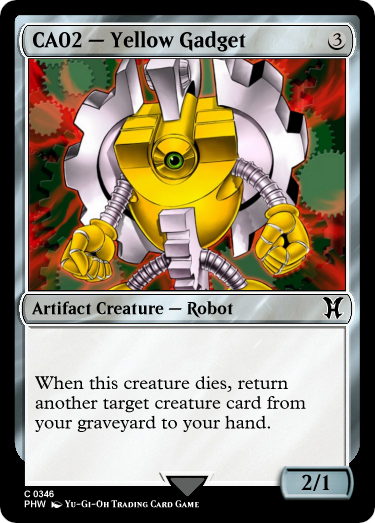 CA02 — Yellow Gadget
3
Artifact Creature — Robot
When this creature dies, return
another target creature card from
your graveyard to your hand.
2/1
C 0346
PHW Yu-Gi-Oh Trading Card Game